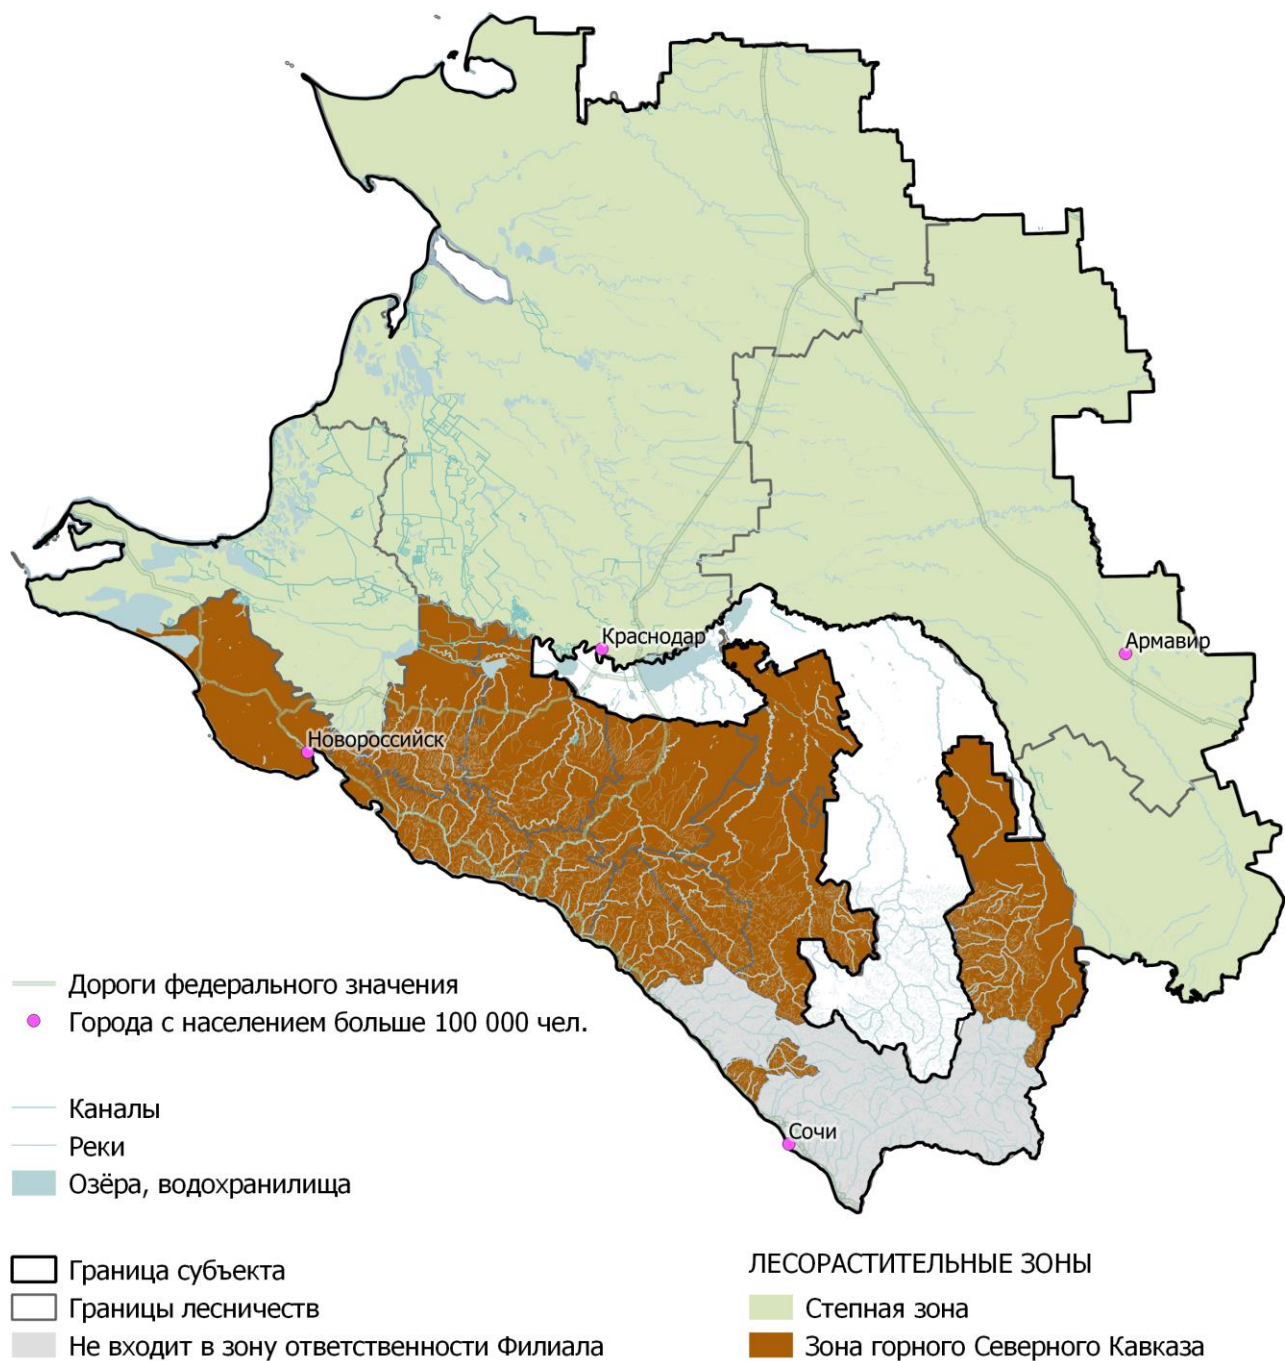 Краснодар
Армавир
Новороссийск
Сочи
Дороги федерального значения
Города с населением больше 100 000 чел.
Каналы
Реки
Озёра, водохранилища
Граница субъекта
Границы лесничеств
Не входит в зону ответственности Филиала
ЛЕСОРАСТИТЕЛЬНЫЕ ЗОНЫ
Степная зона
Зона горного Северного Кавказа